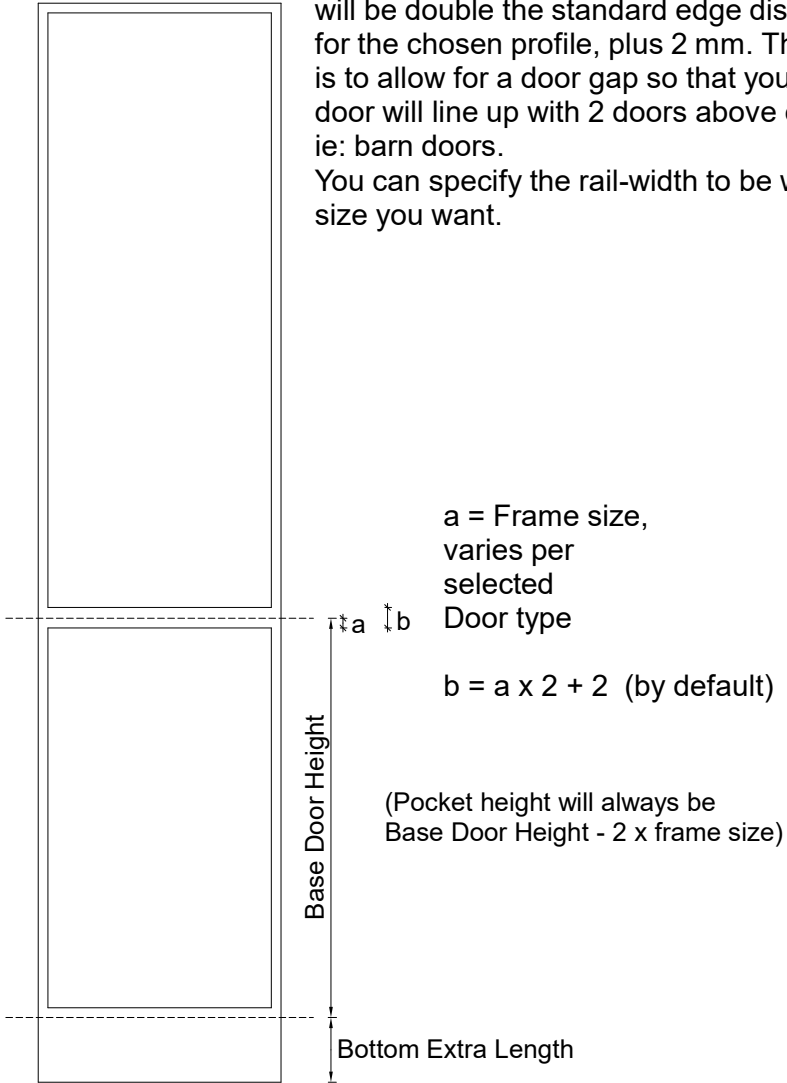 will be double the standard edge dis
for the chosen profile, plus 2 mm. Th
is to allow for a door gap so that you
door will line up with 2 doors above
ie: barn doors.
You can specify the rail-width to be
size you want.
a = Frame size,
varies per
selected
Door type
a
b
b = a x 2 + 2 (by default)
Base Door Height
(Pocket height will always be
Base Door Height - 2 x frame size)
Bottom Extra Length